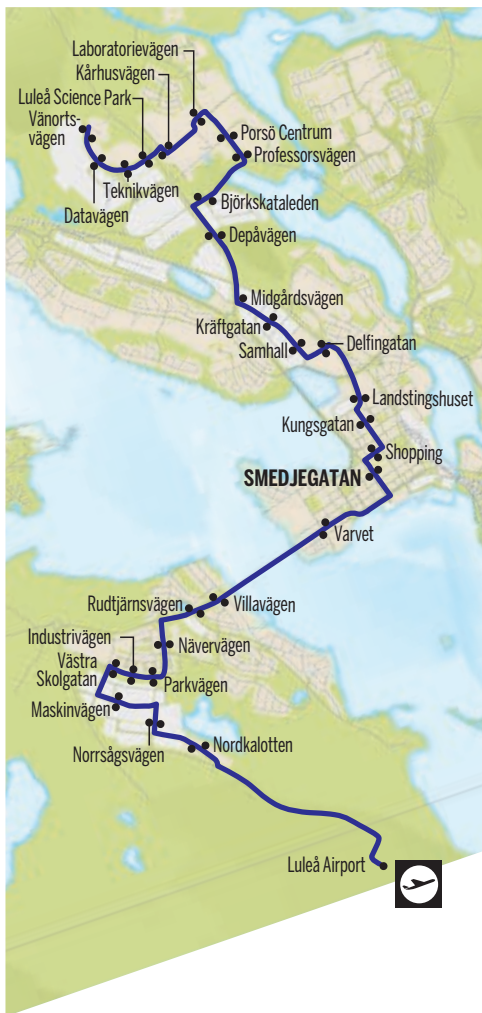 Laboratorievägen
Kårhusvägen
Luleå Science Park
Vänorts-
vägen
Porsö Centrum
Professorsvägen
Teknikvägen
Datavägen
Björkskataleden
Depåvägen
Midgårdsvägen
Kräftgatan
Samhall
Delfingatan
Landstingshuset
Kungsgatan
Shopping
SMEDJEGATAN
Varvet
Rudtjärnsvägen
Villavägen
Industrivägen
Nävervägen
Västra
Skolgatan
Parkvägen
Maskinvägen
Norrsågsvägen
Nordkalotten
Luleå Airport